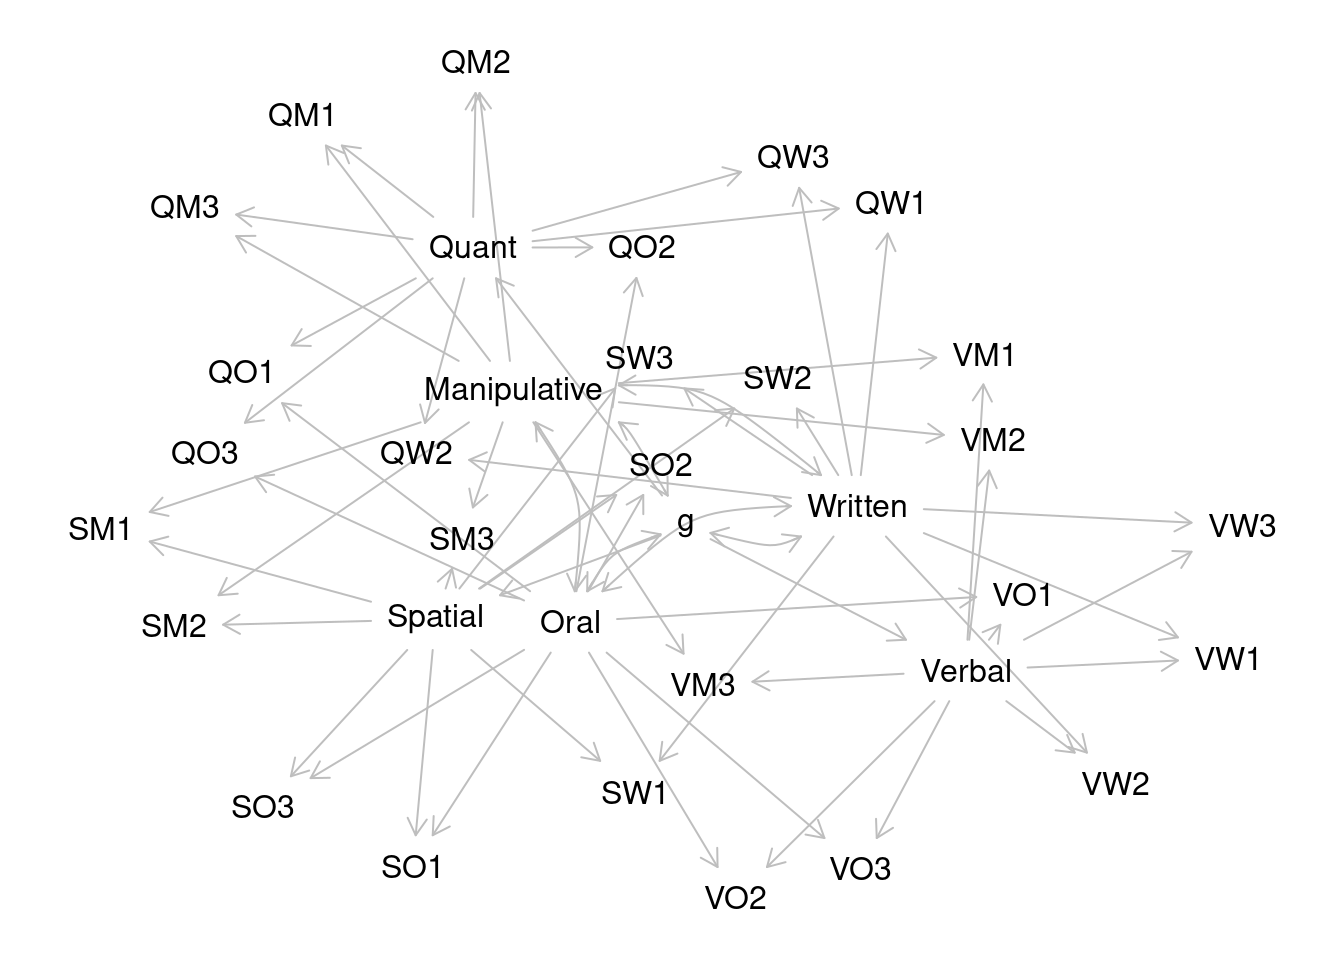 QM2
QM1
QW3
QM3
QW1
Quant
QO2
SW3
VM1
QO1
SW2
Manipulative
VM2
QO3
QW2
SO2
Written
g
SM1
SM3
VW3
VO1
Spatial
Oral
SM2
VW1
Verbal
VM3
VW2
SW1
SO3
SO1
VO3
VO2